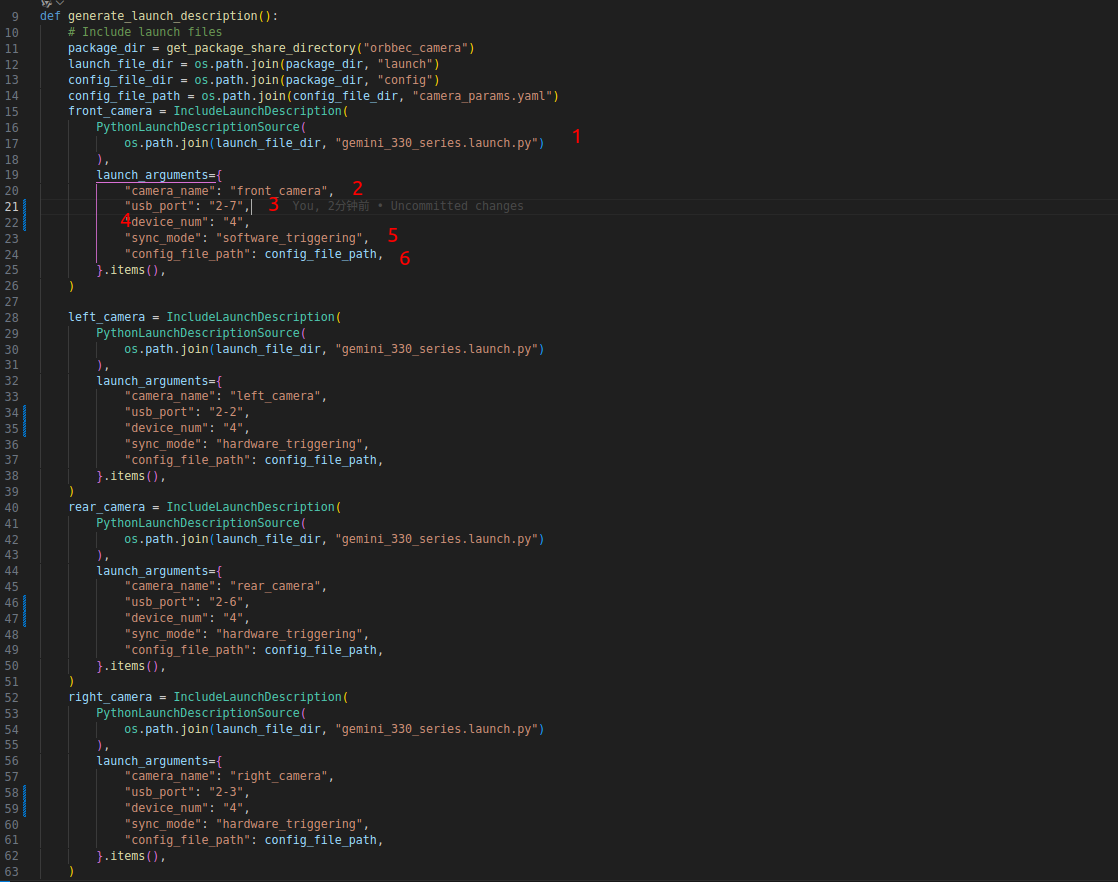 9 def generate_launch_description():
10 # Include launch files
11 package_dir = get_package_share_directory("orbbec_camera")
12 launch_file_dir = os.path.join(package_dir, "launch")
13 config_file_dir = os.path.join(package_dir, "config")
14 config_file_path = os.path.join(config_file_dir, "camera_params.yaml")
15 front_camera = IncludeLaunchDescription(
16 PythonLaunchDescriptionSource(
17 os.path.join(launch_file_dir, "gemini_330_series.launch.py") 1
18 ),
19 launch_arguments={
20 "camera_name": "front_camera", 2
21 "usb_port": "2-7", 3 You, 2分钟前 • Uncommitted changes
22 4 "device_num": "4",
23 "sync_mode": "software_triggering", 5
24 "config_file_path": config_file_path, 6
25 }.items(),
26 )
27
28 left_camera = IncludeLaunchDescription(
29 PythonLaunchDescriptionSource(
30 os.path.join(launch_file_dir, "gemini_330_series.launch.py")
31 ),
32 launch_arguments={
33 "camera_name": "left_camera",
34 "usb_port": "2-2",
35 "device_num": "4",
36 "sync_mode": "hardware_triggering",
37 "config_file_path": config_file_path,
38 }.items(),
39 )
40 rear_camera = IncludeLaunchDescription(
41 PythonLaunchDescriptionSource(
42 os.path.join(launch_file_dir, "gemini_330_series.launch.py")
43 ),
44 launch_arguments={
45 "camera_name": "rear_camera",
46 "usb_port": "2-6",
47 "device_num": "4",
48 "sync_mode": "hardware_triggering",
49 "config_file_path": config_file_path,
50 }.items(),
51 )
52 right_camera = IncludeLaunchDescription(
53 PythonLaunchDescriptionSource(
54 os.path.join(launch_file_dir, "gemini_330_series.launch.py")
55 ),
56 launch_arguments={
57 "camera_name": "right_camera",
58 "usb_port": "2-3",
59 "device_num": "4",
60 "sync_mode": "hardware_triggering",
61 "config_file_path": config_file_path,
62 }.items(),
63 )